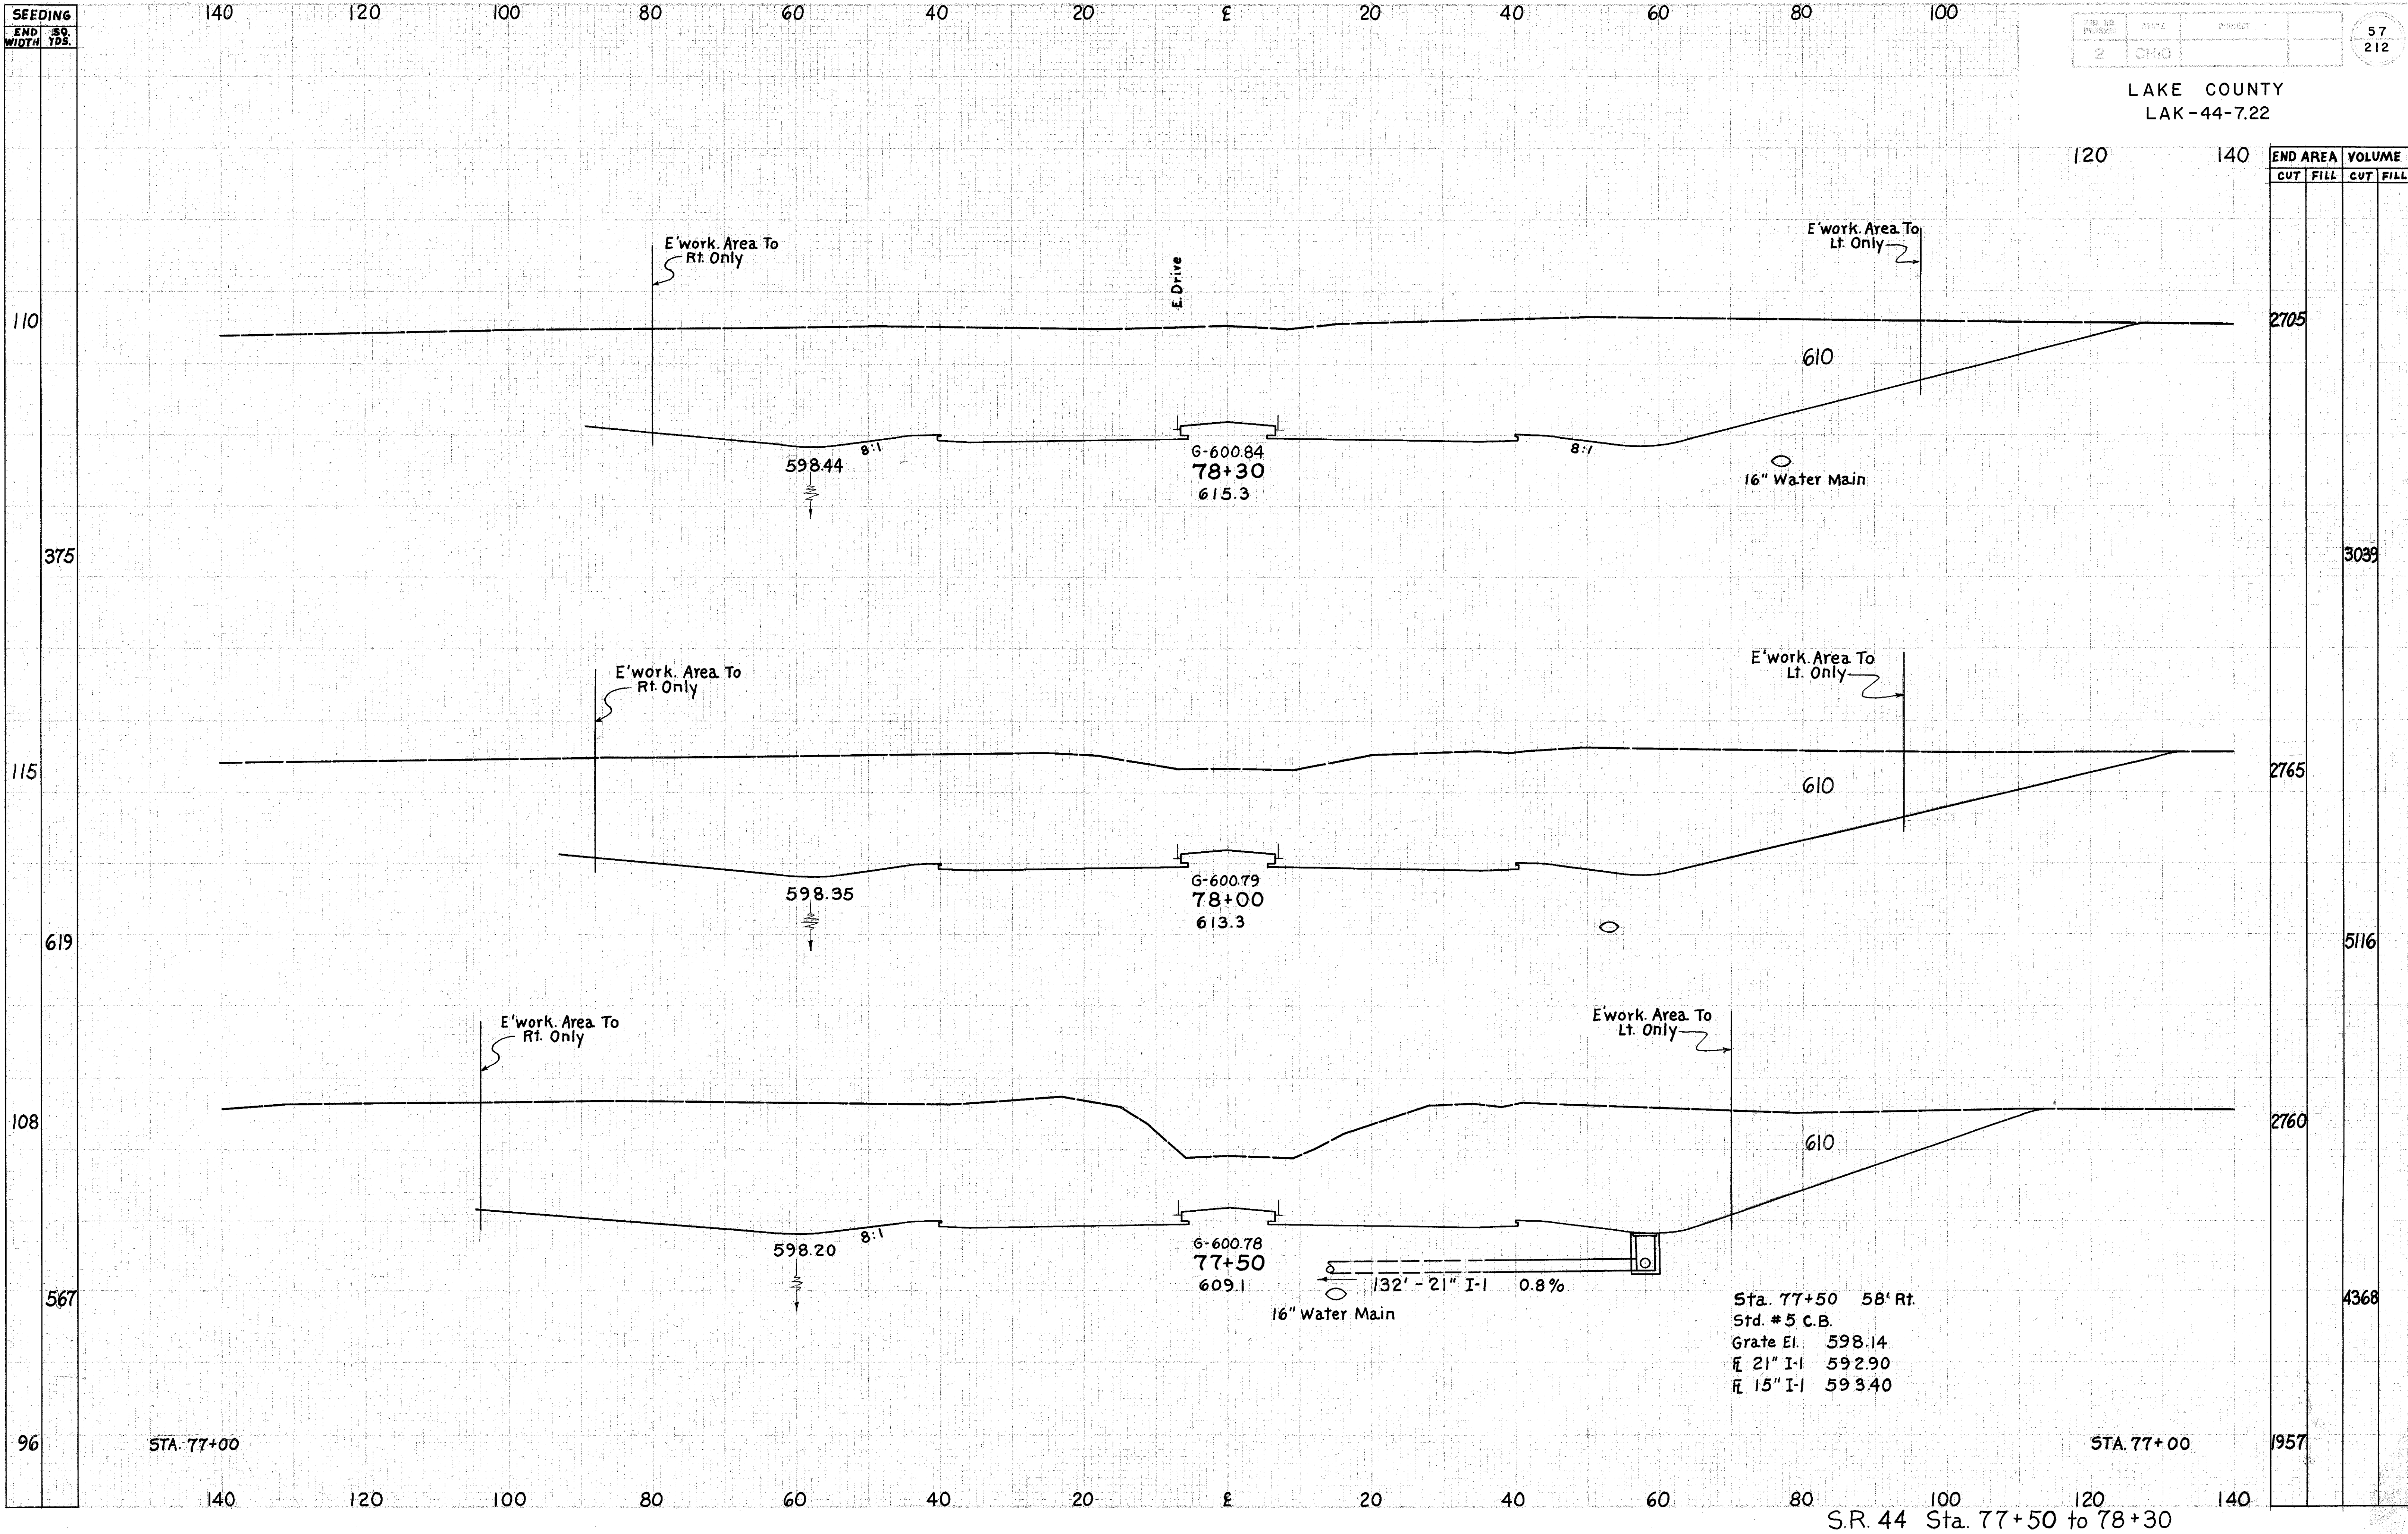 SEEDING
END WIDTH
SQ. YDS.
140 120 100 80 60 40 20 ℄ 20 40 60 80 100
2 OHIO
57
212
LAKE COUNTY
LAK-44-7.22
120 140
END AREA VOLUME
CUT FILL CUT FILL
E'work. Area To
Rt. Only
E. Drive
E'work. Area To
Lt. Only
110
2705
610
8:1
598.44
G-600.84
78+30
615.3
8:1
16" Water Main
375
3039
E'work. Area To
Rt. Only
E'work. Area To
Lt. Only
115
2765
610
598.35
G-600.79
78+00
613.3
619
5116
E'work. Area To
Rt. Only
E'work. Area To
Lt. Only
108
2760
610
8:1
598.20
G-600.78
77+50
609.1
132' - 21" I-1 0.8%
16" Water Main
567
4368
Sta. 77+50 58' Rt.
Std. #5 C.B.
Grate El. 598.14
FL 21" I-1 592.90
FL 15" I-1 593.40
96
STA. 77+00
STA. 77+00
1957
140 120 100 80 60 40 20 ℄ 20 40 60 80 100 120 140
S.R. 44 Sta. 77+50 to 78+30